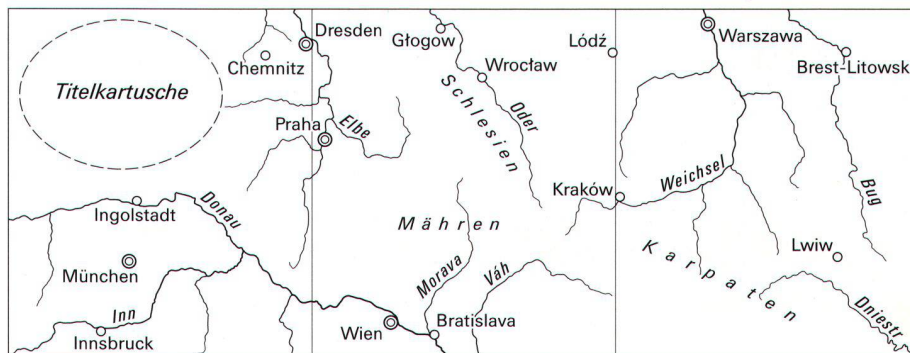 Dresden
Głogow
Łódź
Warszawa
Chemnitz
Wrocław
Brest-Litowsk
Titelkartusche
Schlesien
Oder
Praha
Elbe
Kraków
Weichsel
Bug
Ingolstadt
Donau
Mähren
Karpaten
Lwiw
München
Morava
Váh
Inn
Dniestr
Innsbruck
Wien
Bratislava